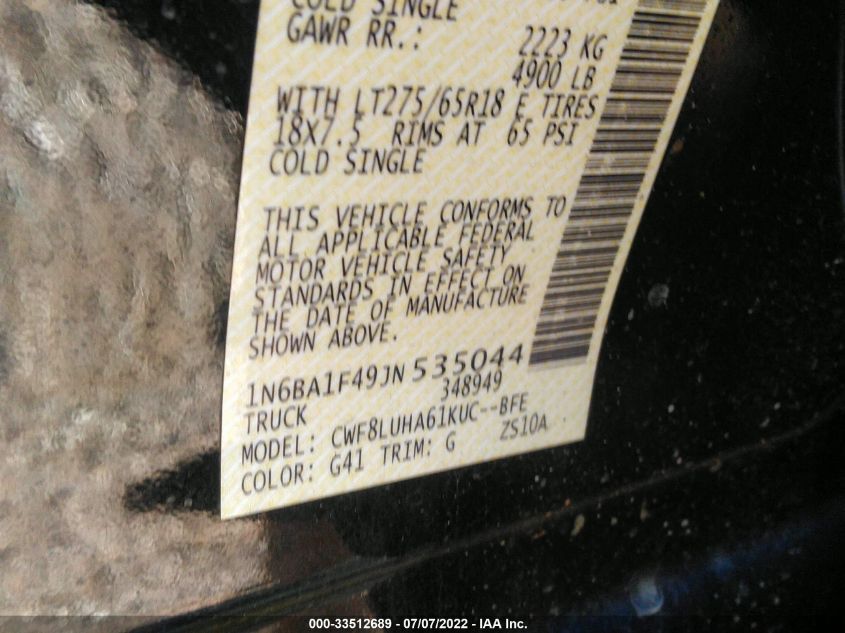 COLD SINGLE
GAWR RR.: 2223 KG
4900 LB
WITH LT275/65R18 E TIRES
18X7.5 RIMS AT 65 PSI
COLD SINGLE
THIS VEHICLE CONFORMS TO
ALL APPLICABLE FEDERAL
MOTOR VEHICLE SAFETY
STANDARDS IN EFFECT ON
THE DATE OF MANUFACTURE
SHOWN ABOVE.
1N6BA1F49JN535044
TRUCK 348949
MODEL: CWF8LUHA61KUC--BFE
COLOR: G41 TRIM: G ZS10A
000-33512689 - 07/07/2022 - IAA Inc.